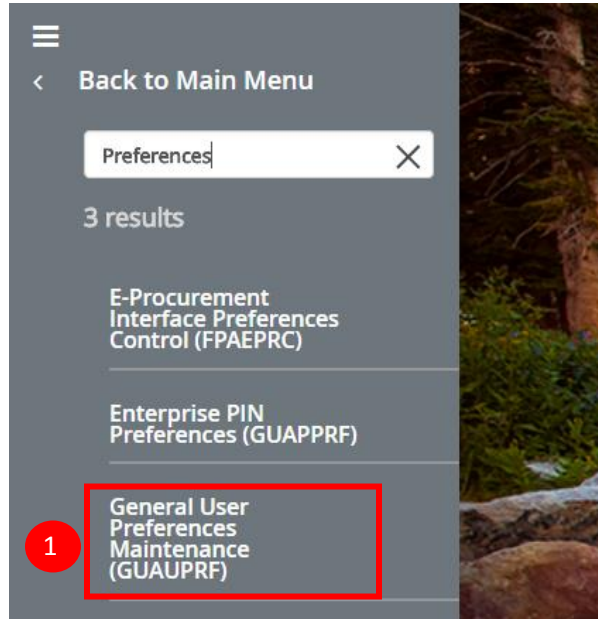 Back to Main Menu
Preferences
3 results
E-Procurement
Interface Preferences
Control (FPAEPRC)
Enterprise PIN
Preferences (GUAPPRF)
General User
Preferences
Maintenance
(GUAUPRF)
1